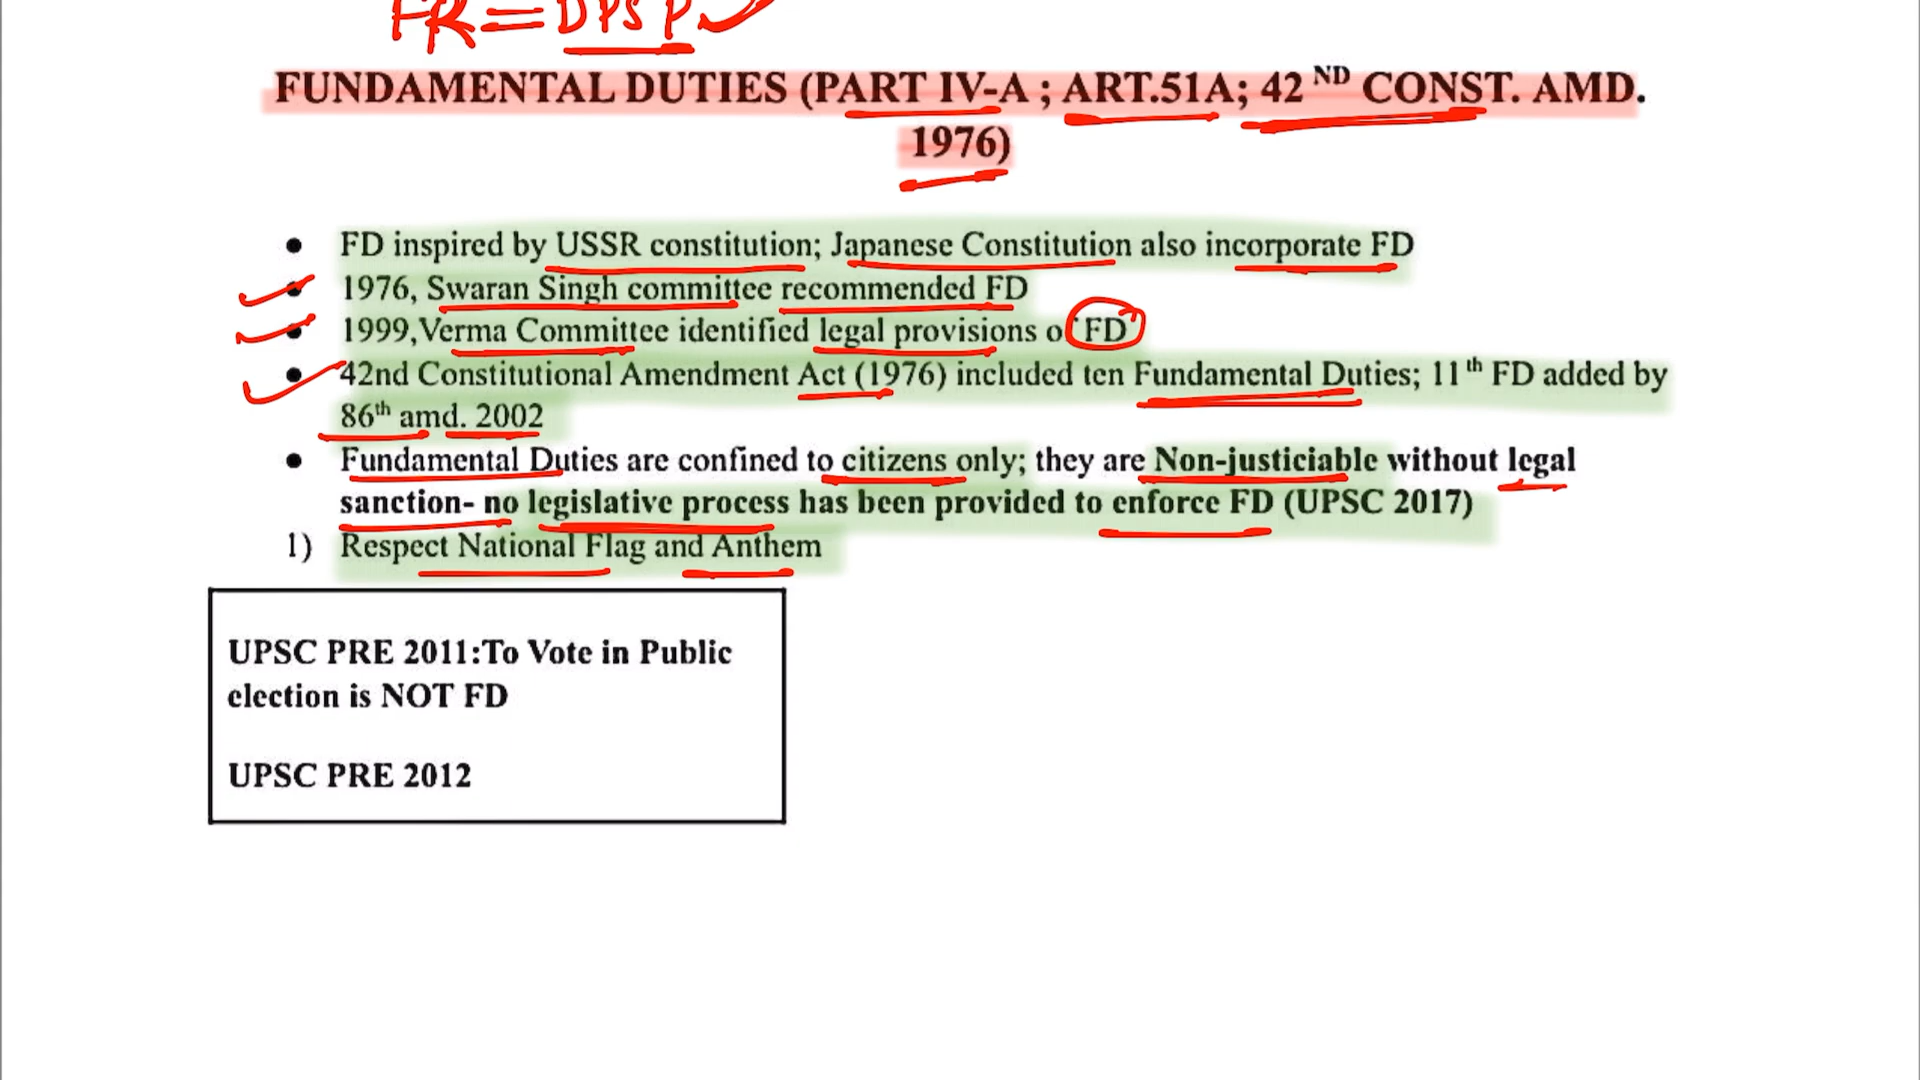 FR = DPSP
FUNDAMENTAL DUTIES (PART IV-A ; ART.51A; 42 ND CONST. AMD.
1976)
● FD inspired by USSR constitution; Japanese Constitution also incorporate FD
● 1976, Swaran Singh committee recommended FD
● 1999,Verma Committee identified legal provisions o FD
● 42nd Constitutional Amendment Act (1976) included ten Fundamental Duties; 11th FD added by
86th amd. 2002
● Fundamental Duties are confined to citizens only; they are Non-justiciable without legal
sanction- no legislative process has been provided to enforce FD (UPSC 2017)
1) Respect National Flag and Anthem
UPSC PRE 2011:To Vote in Public
election is NOT FD
UPSC PRE 2012